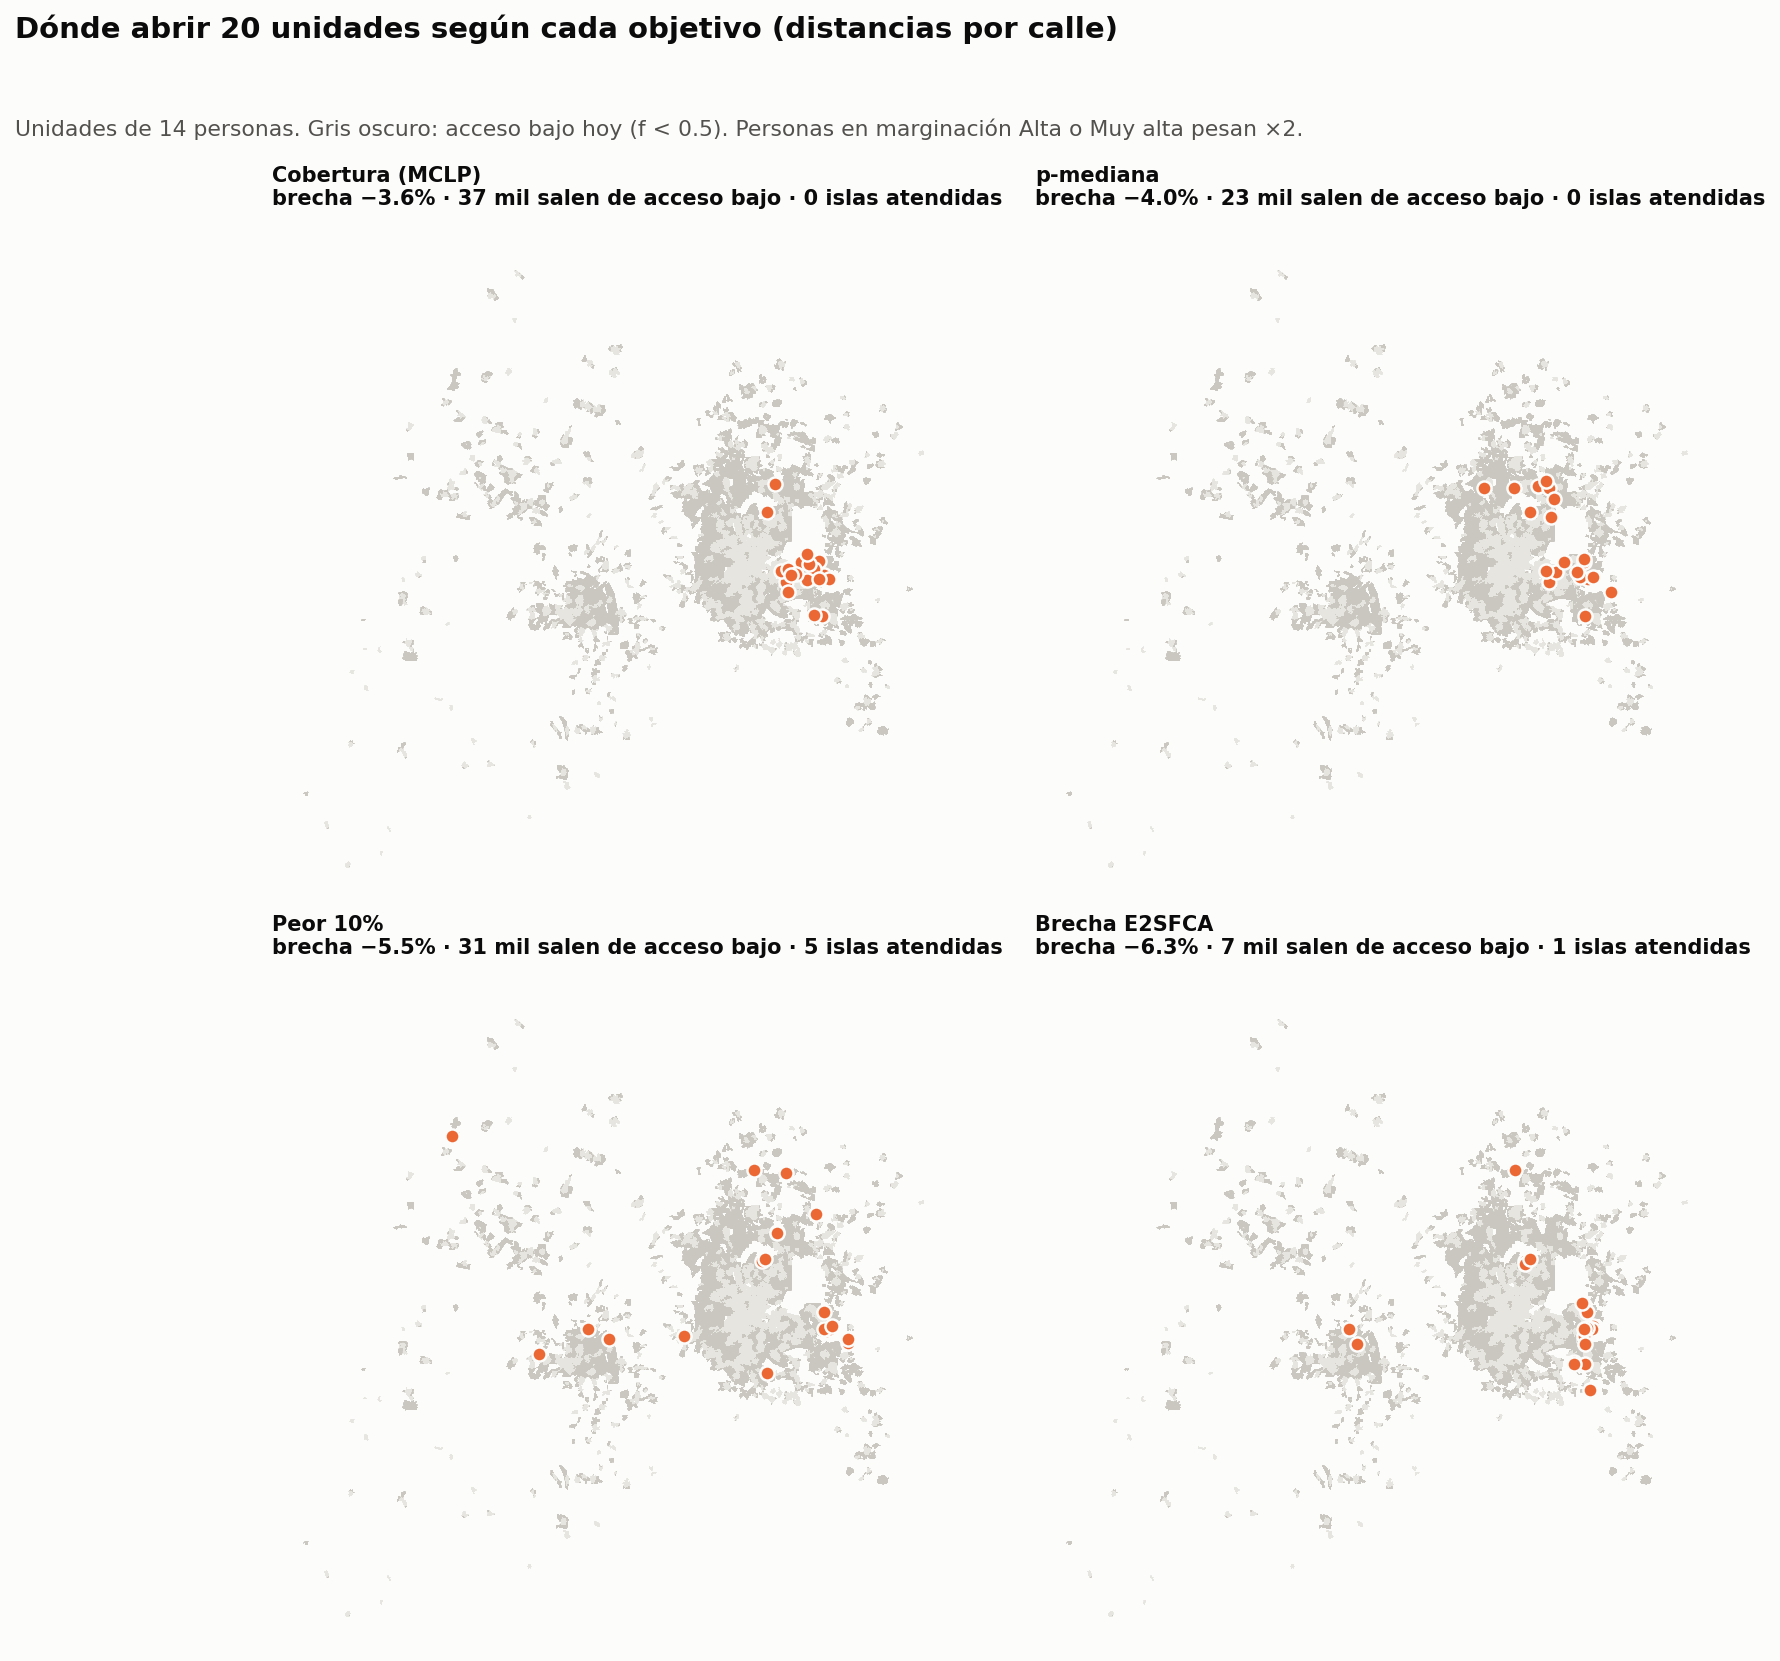 Dónde abrir 20 unidades según cada objetivo (distancias por calle)
Unidades de 14 personas. Gris oscuro: acceso bajo hoy (f < 0.5). Personas en marginación Alta o Muy alta pesan ×2.
Cobertura (MCLP)
brecha −3.6% · 37 mil salen de acceso bajo · 0 islas atendidas
p-mediana
brecha −4.0% · 23 mil salen de acceso bajo · 0 islas atendidas
Peor 10%
brecha −5.5% · 31 mil salen de acceso bajo · 5 islas atendidas
Brecha E2SFCA
brecha −6.3% · 7 mil salen de acceso bajo · 1 islas atendidas